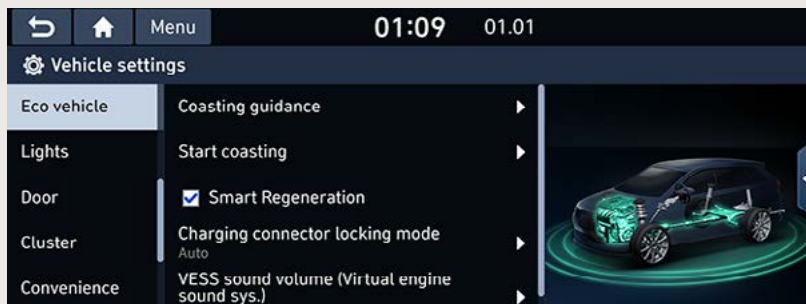 Menu
01:09
01.01
Vehicle settings
Eco vehicle
Lights
Door
Cluster
Convenience
Coasting guidance
Start coasting
Smart Regeneration
Charging connector locking mode
Auto
VESS sound volume (Virtual engine
sound sys.)